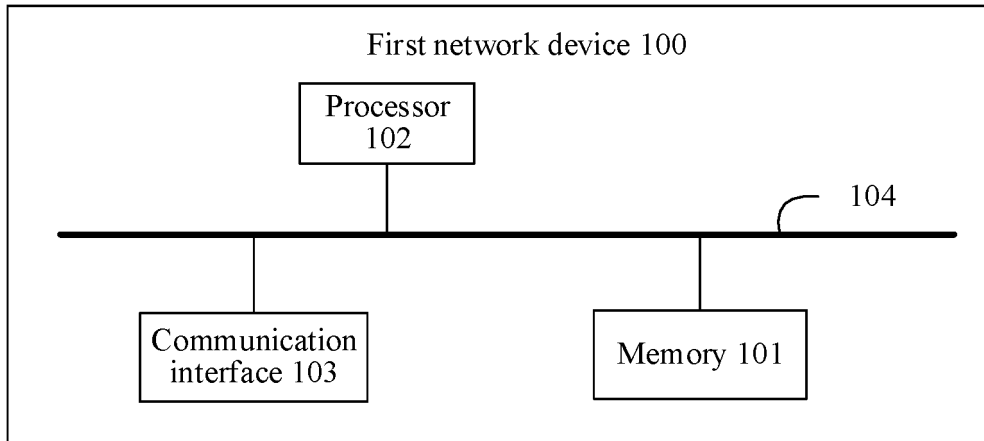 First network device 100
Processor
102
104
Communication
interface 103
Memory 101